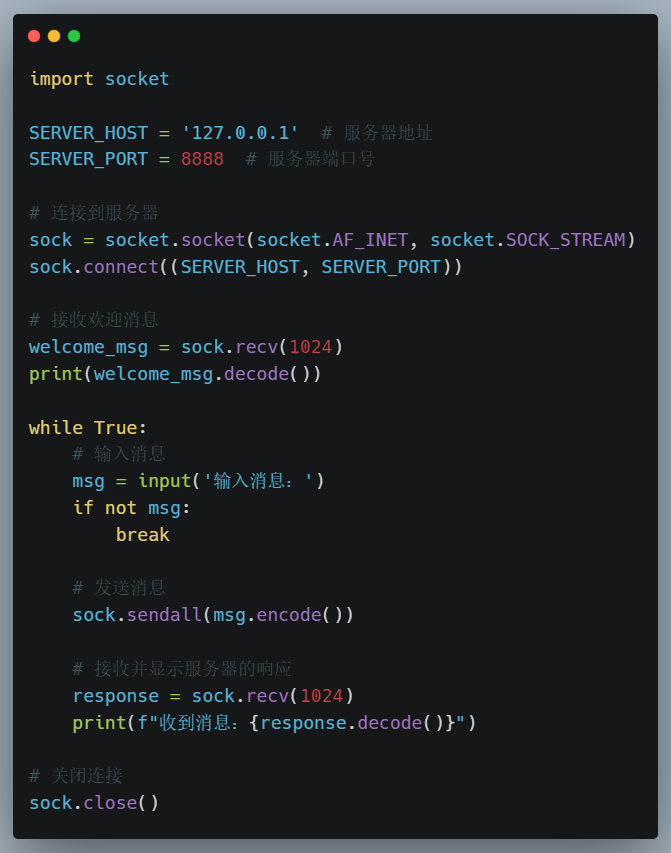 import socket
SERVER_HOST = '127.0.0.1'  # 服务器地址
SERVER_PORT = 8888  # 服务器端口号
# 连接到服务器
sock = socket.socket(socket.AF_INET, socket.SOCK_STREAM)
sock.connect((SERVER_HOST, SERVER_PORT))
# 接收欢迎消息
welcome_msg = sock.recv(1024)
print(welcome_msg.decode())
while True:
    # 输入消息
    msg = input('输入消息：')
    if not msg:
        break
    # 发送消息
    sock.sendall(msg.encode())
    # 接收并显示服务器的响应
    response = sock.recv(1024)
    print(f"收到消息：{response.decode()}")
# 关闭连接
sock.close()